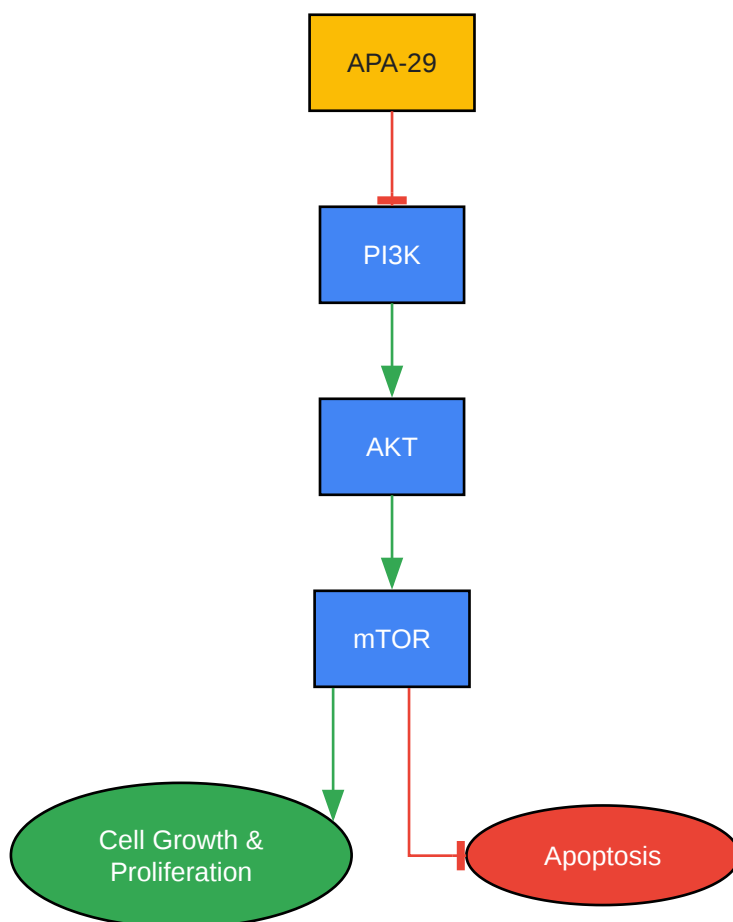 APA-29
PI3K
AKT
mTOR
Cell Growth &
Proliferation
Apoptosis